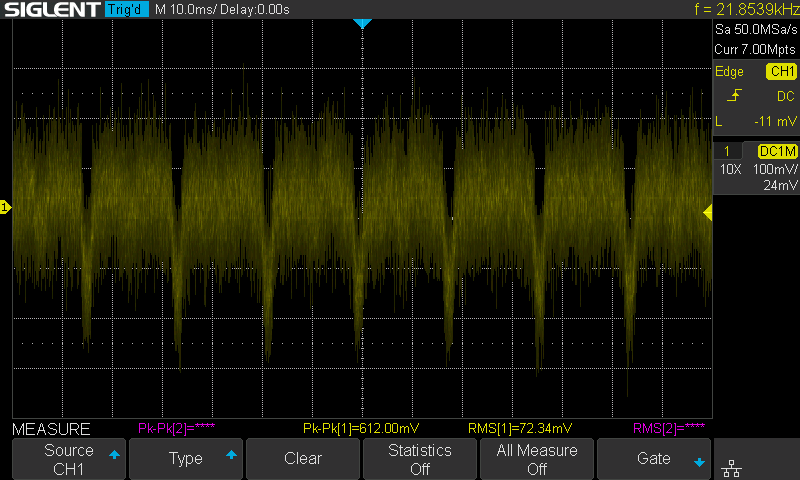 SIGLENT Trig'd M 10.0ms/ Delay:0.00s f = 21.8539kHz
Sa 50.0MSa/s
Curr 7.00Mpts
Edge CH1
DC
L -11 mV
1 DC1M
10X 100mV/
24mV
1
MEASURE Pk-Pk[2]=**** Pk-Pk[1]=612.00mV RMS[1]=72.34mV RMS[2]=****
Source CH1
Type
Clear
Statistics Off
All Measure Off
Gate